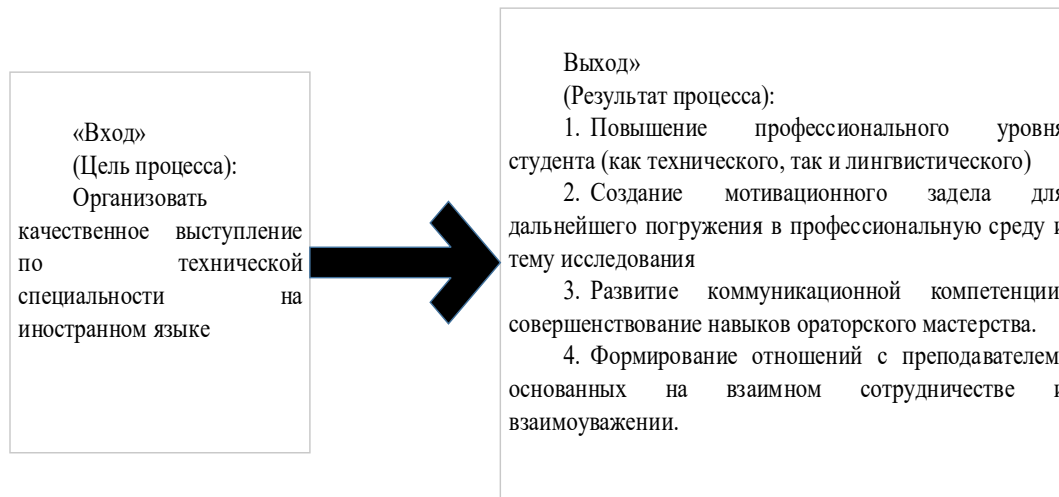 «Вход»
(Цель процесса):
Организовать
качественное выступление
по технической
специальности на
иностранном языке
Выход»
(Результат процесса):
1. Повышение профессионального уровня
студента (как технического, так и лингвистического)
2. Создание мотивационного задела для
дальнейшего погружения в профессиональную среду и
тему исследования
3. Развитие коммуникационной компетенции
совершенствование навыков ораторского мастерства.
4. Формирование отношений с преподавателем
основанных на взаимном сотрудничестве и
взаимоуважении.